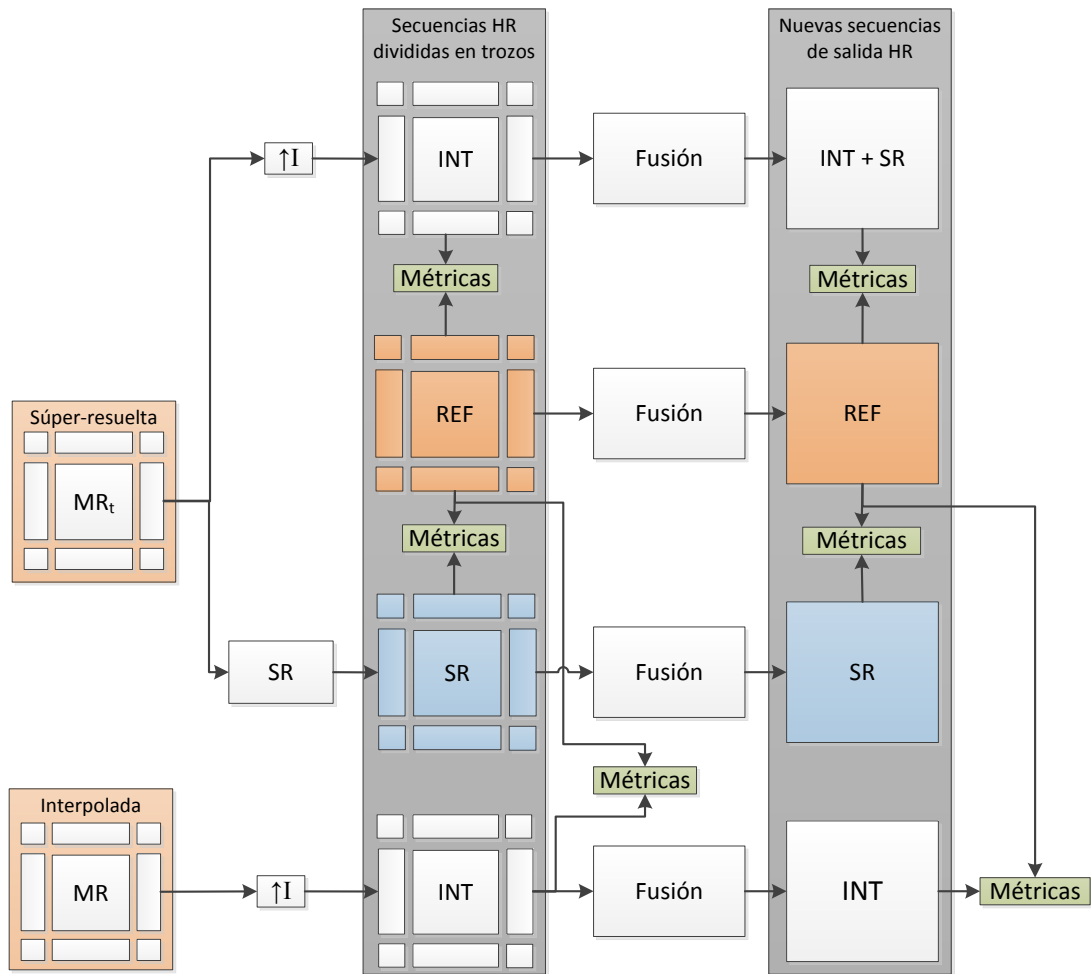 Secuencias HR
divididas en trozos
Nuevas secuencias
de salida HR
↑I
INT
Fusión
INT + SR
Métricas
Métricas
REF
Fusión
REF
Súper-resuelta
MRt
Métricas
Métricas
SR
SR
Fusión
SR
Métricas
Interpolada
MR
↑I
INT
Fusión
INT
Métricas